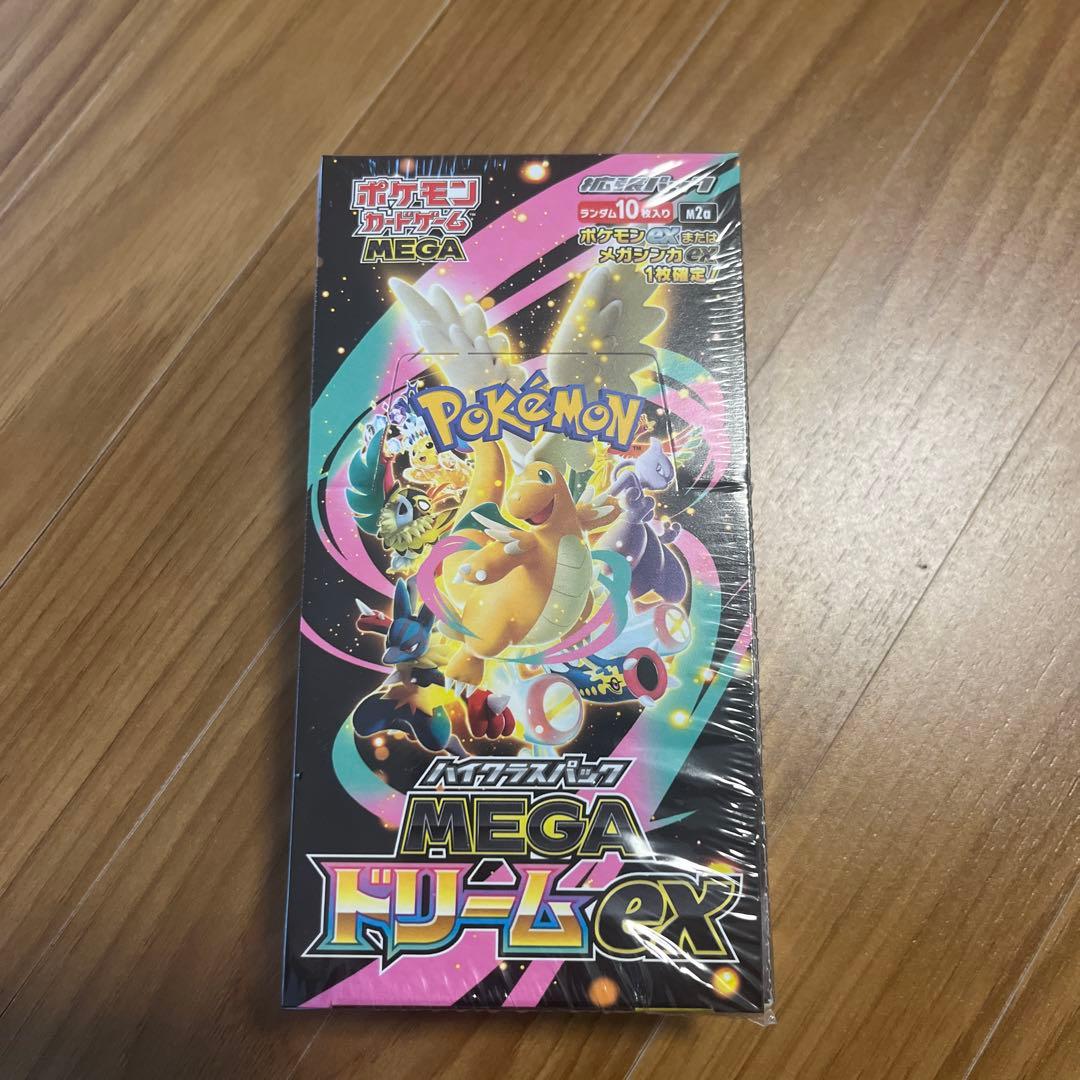 ポケモン
カードゲーム
MEGA
拡張パック
ランダム10枚入り M2a
ポケモンexまたは
メガシンカex
1枚確定!
POKéMON
TM
ハイクラスパック
MEGA
ドリームex